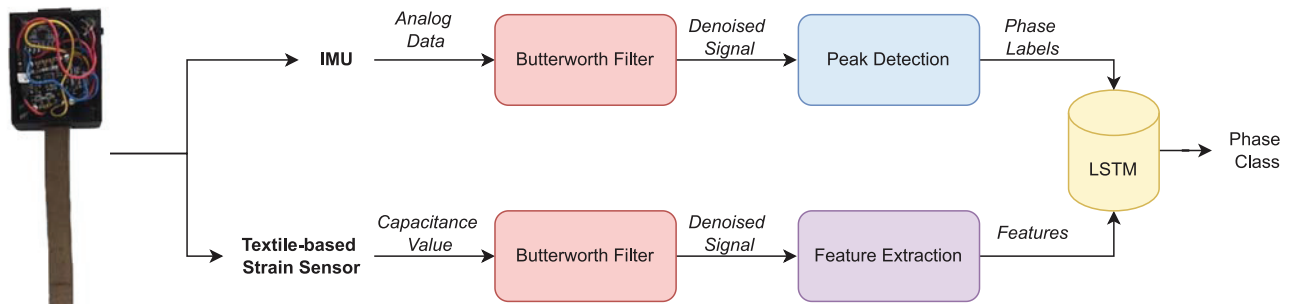 Analog
Data
IMU
Butterworth Filter
Denoised
Signal
Peak Detection
Phase
Labels
LSTM
Phase
Class
Textile-based
Strain Sensor
Capacitance
Value
Butterworth Filter
Denoised
Signal
Feature Extraction
Features